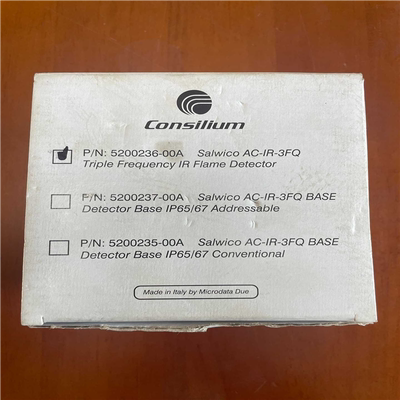 Consilium
P/N: 5200236-00A Salwico AC-IR-3FQ
Triple Frequency IR Flame Detector
P/N: 5200237-00A Salwico AC-IR-3FQ BASE
Detector Base IP65/67 Addressable
P/N: 5200235-00A Salwico AC-IR-3FQ BASE
Detector Base IP65/67 Conventional
Made in Italy by Microdata Due